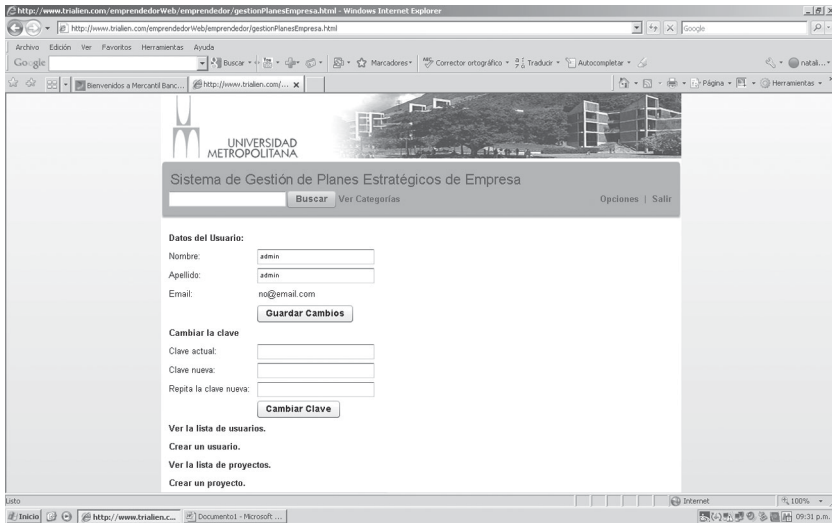 http://www.trialien.com/emprendedorWeb/emprendedor/gestionPlanesEmpresa.html - Windows Internet Explorer
http://www.trialien.com/emprendedorWeb/emprendedor/gestionPlanesEmpresa.html
Google
Archivo Edición Ver Favoritos Herramientas Ayuda
Google Buscar Marcadores Corrector ortográfico Traducir Autocompletar natali...
Bienvenidos a Mercantil Banc... http://www.trialien.com/... Página Herramientas
UNIVERSIDAD
METROPOLITANA
Sistema de Gestión de Planes Estratégicos de Empresa
Buscar Ver Categorías Opciones | Salir
Datos del Usuario:
Nombre: admin
Apellido: admin
Email: no@email.com
Guardar Cambios
Cambiar la clave
Clave actual:
Clave nueva:
Repita la clave nueva:
Cambiar Clave
Ver la lista de usuarios.
Crear un usuario.
Ver la lista de proyectos.
Crear un proyecto.
Listo Internet 100%
Inicio http://www.trialien.c... Documento1 - Microsoft ... 09:31 p.m.